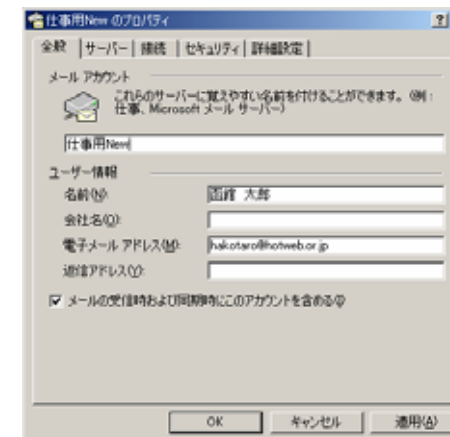 仕事用New のプロパティ
全般 サーバー 接続 セキュリティ 詳細設定
メール アカウント
これらのサーバーに覚えやすい名前を付けることができます。 (例 :
仕事、Microsoft メール サーバー)
仕事用New
ユーザー情報
名前(N): 函館 太郎
会社名(O):
電子メール アドレス(M): hakotaro@hotweb.or.jp
返信アドレス(Y):
メールの受信時および同期時にこのアカウントを含める(I)
OK キャンセル 適用(A)